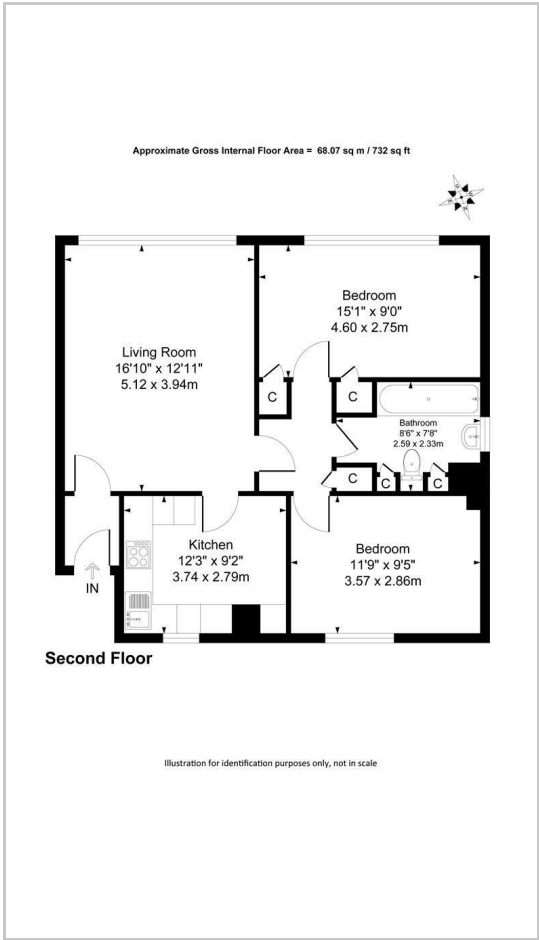 Approximate Gross Internal Floor Area = 68.07 sq m / 732 sq ft
Bedroom
15'1" x 9'0"
4.60 x 2.75m
Living Room
16'10" x 12'11"
5.12 x 3.94m
C
C
Bathroom
8'6" x 7'8"
2.59 x 2.33m
C
C
C
Kitchen
12'3" x 9'2"
3.74 x 2.79m
Bedroom
11'9" x 9'5"
3.57 x 2.86m
IN
Second Floor
Illustration for identification purposes only, not in scale